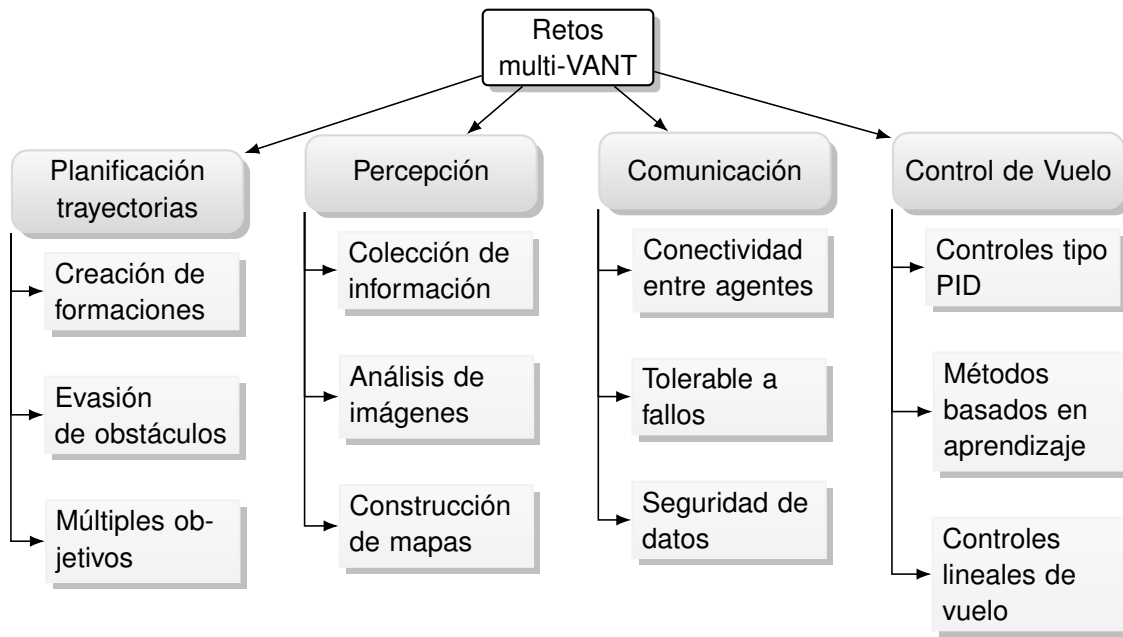 Retos
multi-VANT
Planificación
trayectorias
Creación de
formaciones
Evasión
de obstáculos
Múltiples ob-
jetivos
Percepción
Colección de
información
Análisis de
imágenes
Construcción
de mapas
Comunicación
Conectividad
entre agentes
Tolerable a
fallos
Seguridad de
datos
Control de Vuelo
Controles tipo
PID
Métodos
basados en
aprendizaje
Controles
lineales de
vuelo